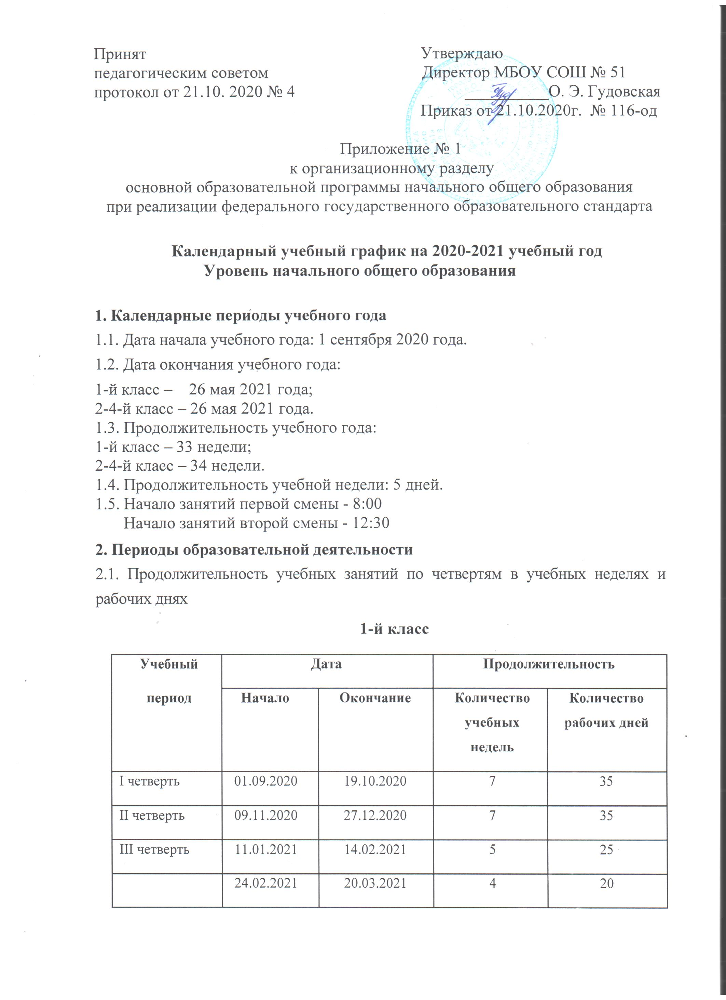 Принят
педагогическим советом
протокол от 21.10. 2020 № 4
Утверждаю
Директор МБОУ СОШ № 51
__________О. Э. Гудовская
Приказ от 21.10.2020г. № 116-од
Приложение № 1
к организационному разделу
основной образовательной программы начального общего образования
при реализации федерального государственного образовательного стандарта
Календарный учебный график на 2020-2021 учебный год
Уровень начального общего образования
1. Календарные периоды учебного года
1.1. Дата начала учебного года: 1 сентября 2020 года.
1.2. Дата окончания учебного года:
1-й класс – 26 мая 2021 года;
2-4-й класс – 26 мая 2021 года.
1.3. Продолжительность учебного года:
1-й класс – 33 недели;
2-4-й класс – 34 недели.
1.4. Продолжительность учебной недели: 5 дней.
1.5. Начало занятий первой смены - 8:00
Начало занятий второй смены - 12:30
2. Периоды образовательной деятельности
2.1. Продолжительность учебных занятий по четвертям в учебных неделях и
рабочих днях
1-й класс
Учебный
период
Дата
Продолжительность
Начало
Окончание
Количество
учебных
недель
Количество
рабочих дней
I четверть 01.09.2020 19.10.2020 7 35
II четверть 09.11.2020 27.12.2020 7 35
III четверть 11.01.2021 14.02.2021 5 25
24.02.2021 20.03.2021 4 20